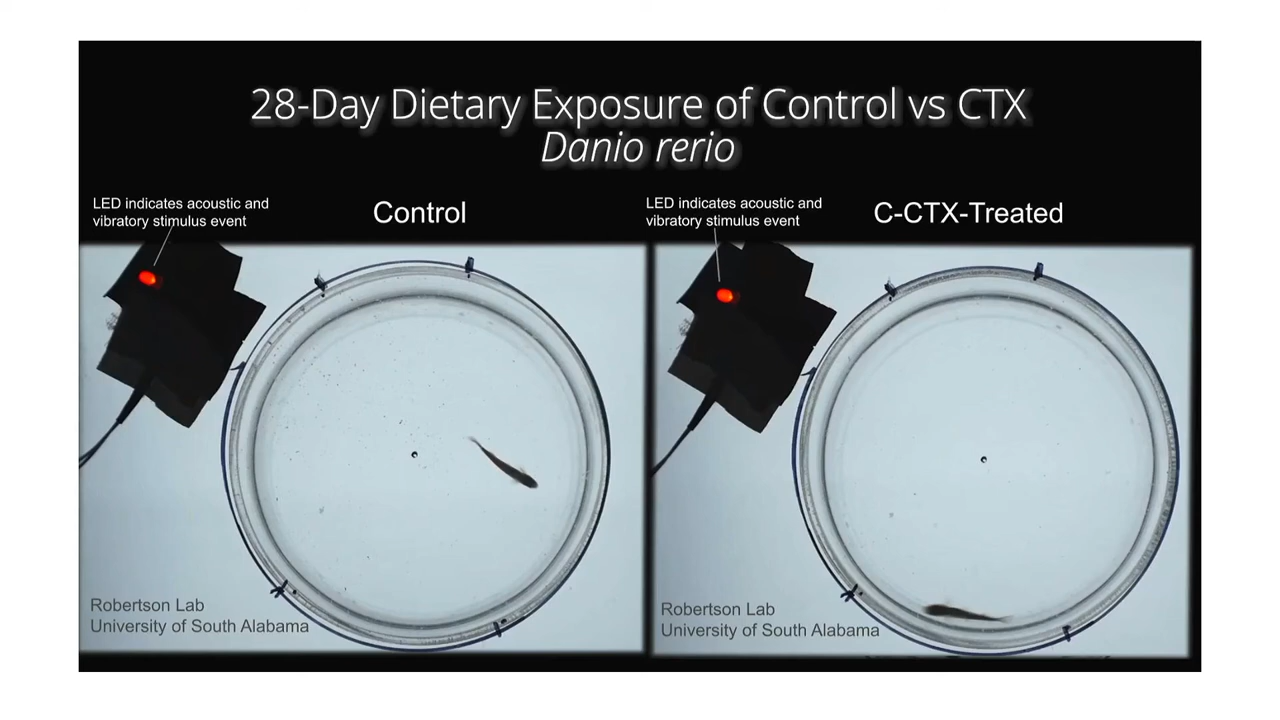 28-Day Dietary Exposure of Control vs CTX
Danio rerio
LED indicates acoustic and
vibratory stimulus event
Control
LED indicates acoustic and
vibratory stimulus event
C-CTX-Treated
Robertson Lab
University of South Alabama
Robertson Lab
University of South Alabama